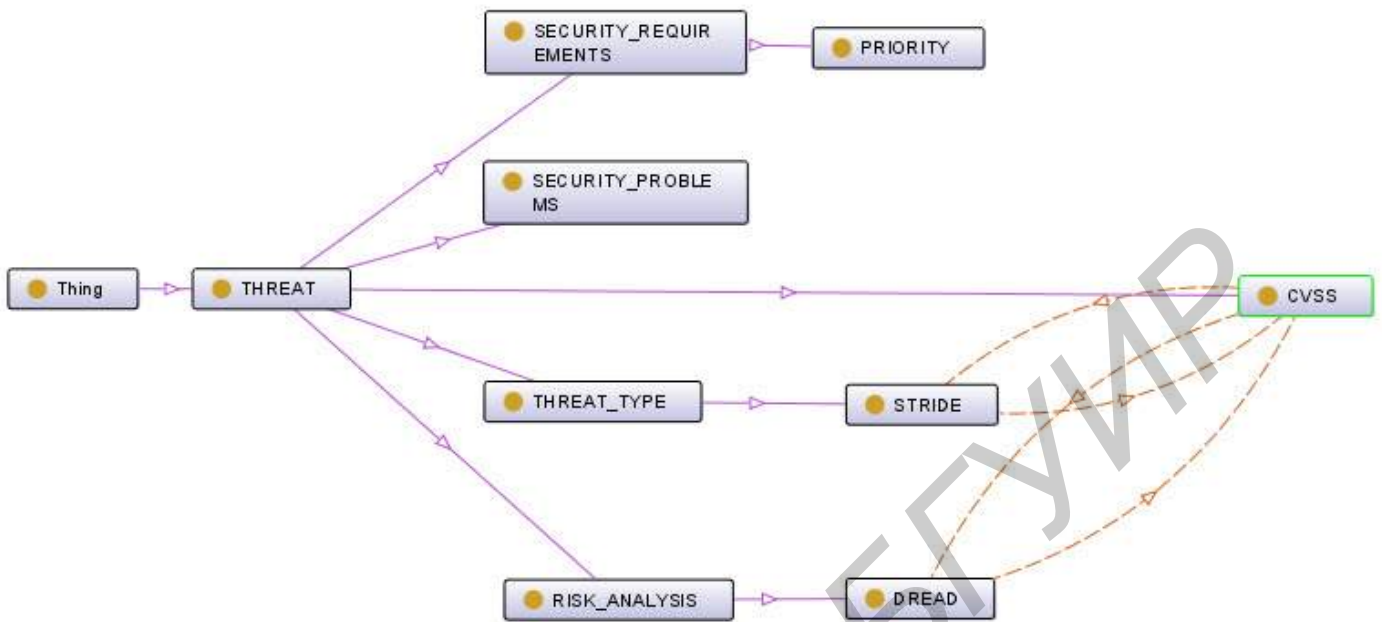 SECURITY_REQUIR
EMENTS
PRIORITY
SECURITY_PROBLE
MS
Thing
THREAT
CVSS
THREAT_TYPE
STRIDE
RISK_ANALYSIS
DREAD
БГУИР